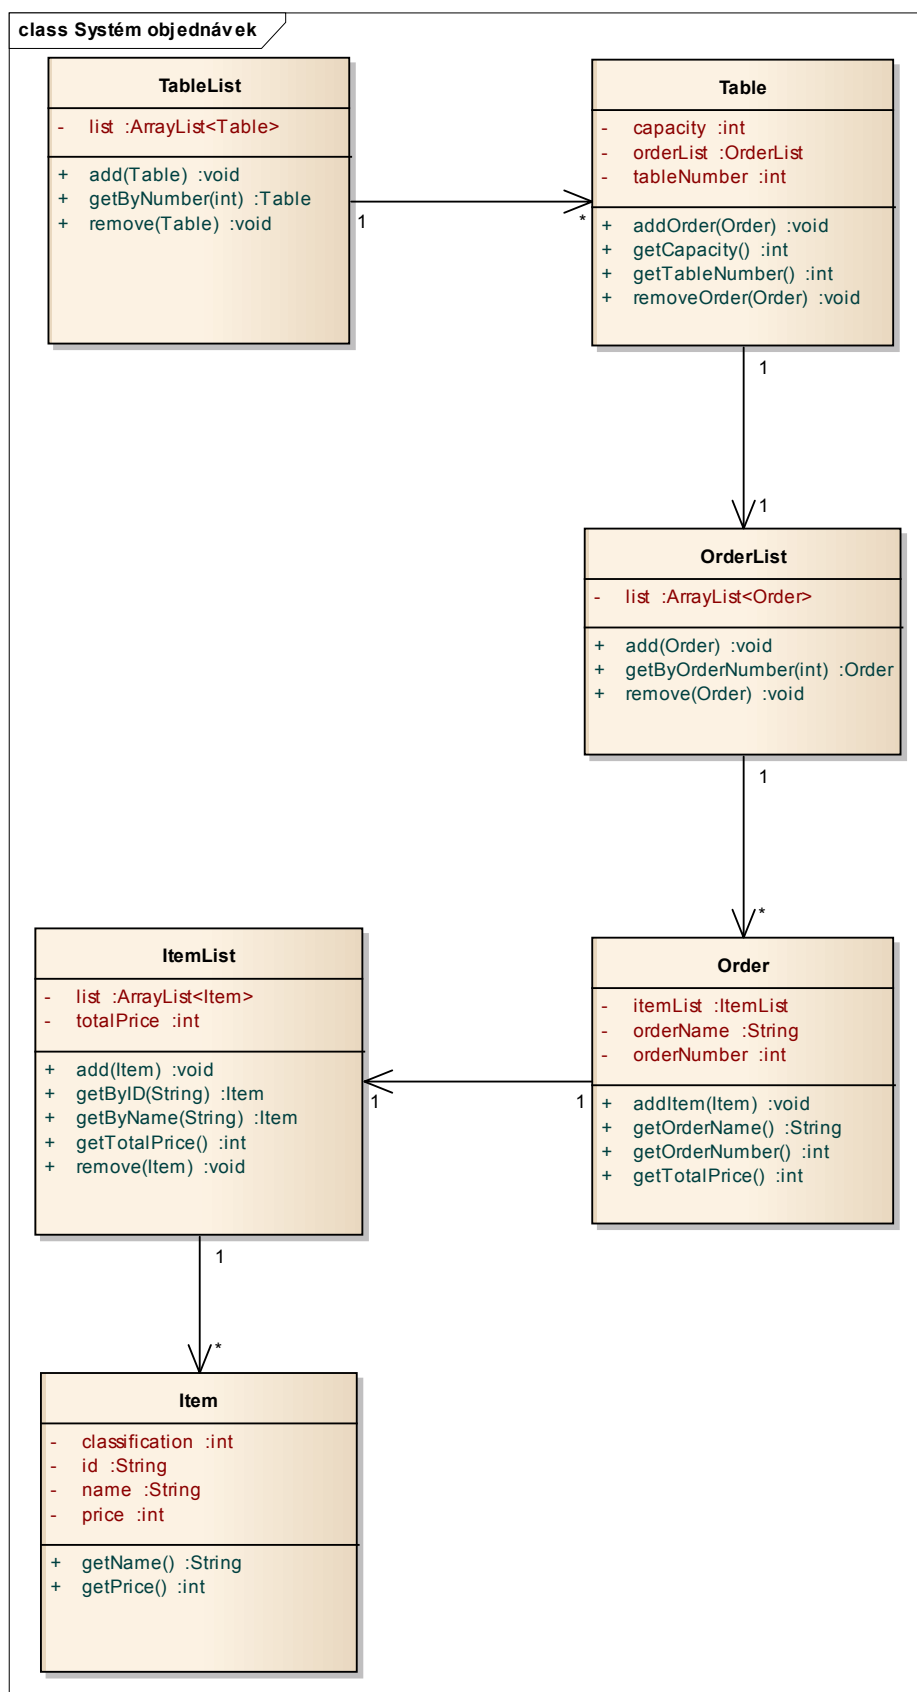 class Systém objednávek
TableList
- list :ArrayList<Table>
+ add(Table) :void
+ getByNumber(int) :Table
+ remove(Table) :void
1
*
Table
- capacity :int
- orderList :OrderList
- tableNumber :int
+ addOrder(Order) :void
+ getCapacity() :int
+ getTableNumber() :int
+ removeOrder(Order) :void
1
1
OrderList
- list :ArrayList<Order>
+ add(Order) :void
+ getByOrderNumber(int) :Order
+ remove(Order) :void
1
*
Order
- itemList :ItemList
- orderName :String
- orderNumber :int
+ addItem(Item) :void
+ getOrderName() :String
+ getOrderNumber() :int
+ getTotalPrice() :int
1
1
ItemList
- list :ArrayList<Item>
- totalPrice :int
+ add(Item) :void
+ getByID(String) :Item
+ getByName(String) :Item
+ getTotalPrice() :int
+ remove(Item) :void
1
*
Item
- classification :int
- id :String
- name :String
- price :int
+ getName() :String
+ getPrice() :int